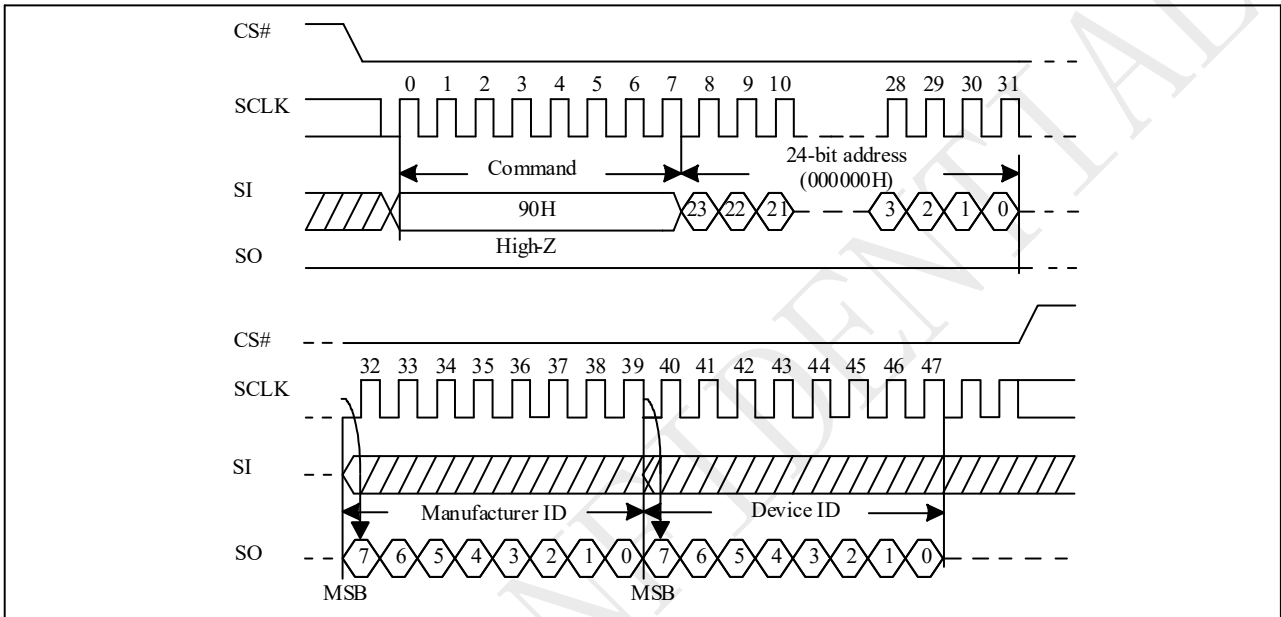 CS#
0 1 2 3 4 5 6 7 8 9 10 28 29 30 31
SCLK
Command
24-bit address
(000000H)
SI
90H
23 22 21 3 2 1 0
High-Z
SO
CS#
32 33 34 35 36 37 38 39 40 41 42 43 44 45 46 47
SCLK
SI
Manufacturer ID
Device ID
SO
7 6 5 4 3 2 1 0 7 6 5 4 3 2 1 0
MSB
MSB
NFIDENTIAL